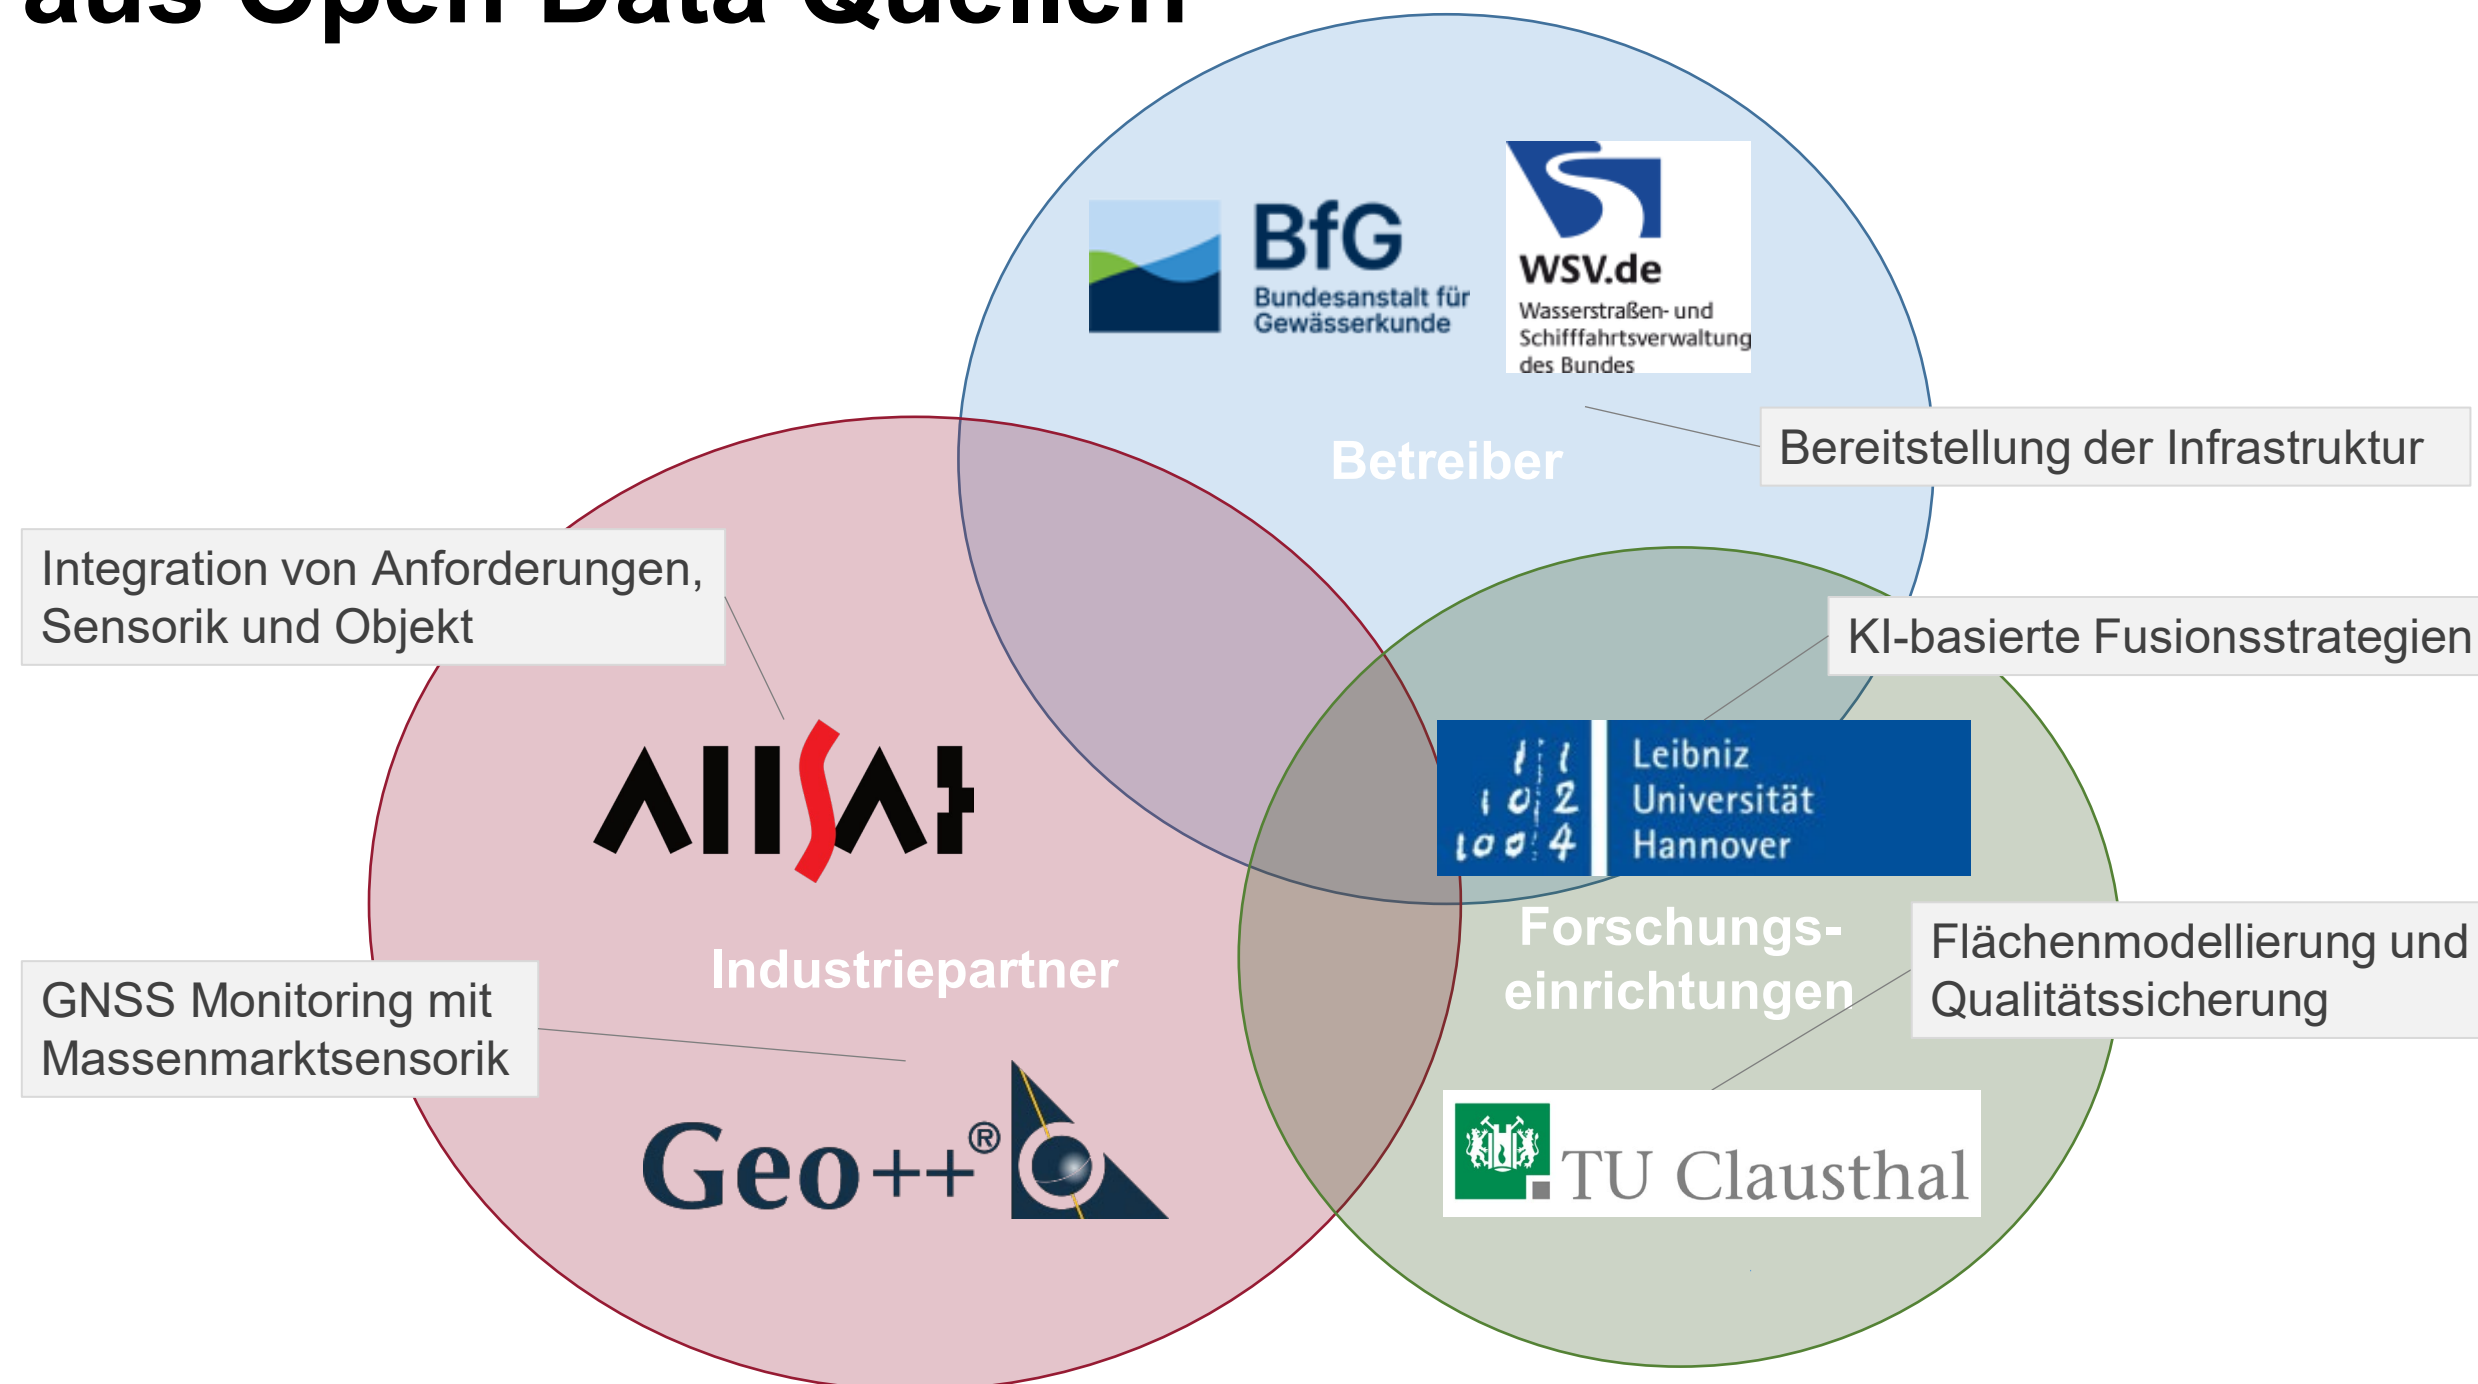 aus Open Data Quellen
BfG
Bundesanstalt für
Gewässerkunde
WSV.de
Wasserstraßen- und
Schifffahrtsverwaltung
des Bundes
Betreiber
Bereitstellung der Infrastruktur
Integration von Anforderungen,
Sensorik und Objekt
KI-basierte Fusionsstrategien
Allsat
Leibniz
Universität
Hannover
Industriepartner
Forschungs-
einrichtungen
Flächenmodellierung und
Qualitätssicherung
GNSS Monitoring mit
Massenmarktsensorik
Geo++®
TU Clausthal